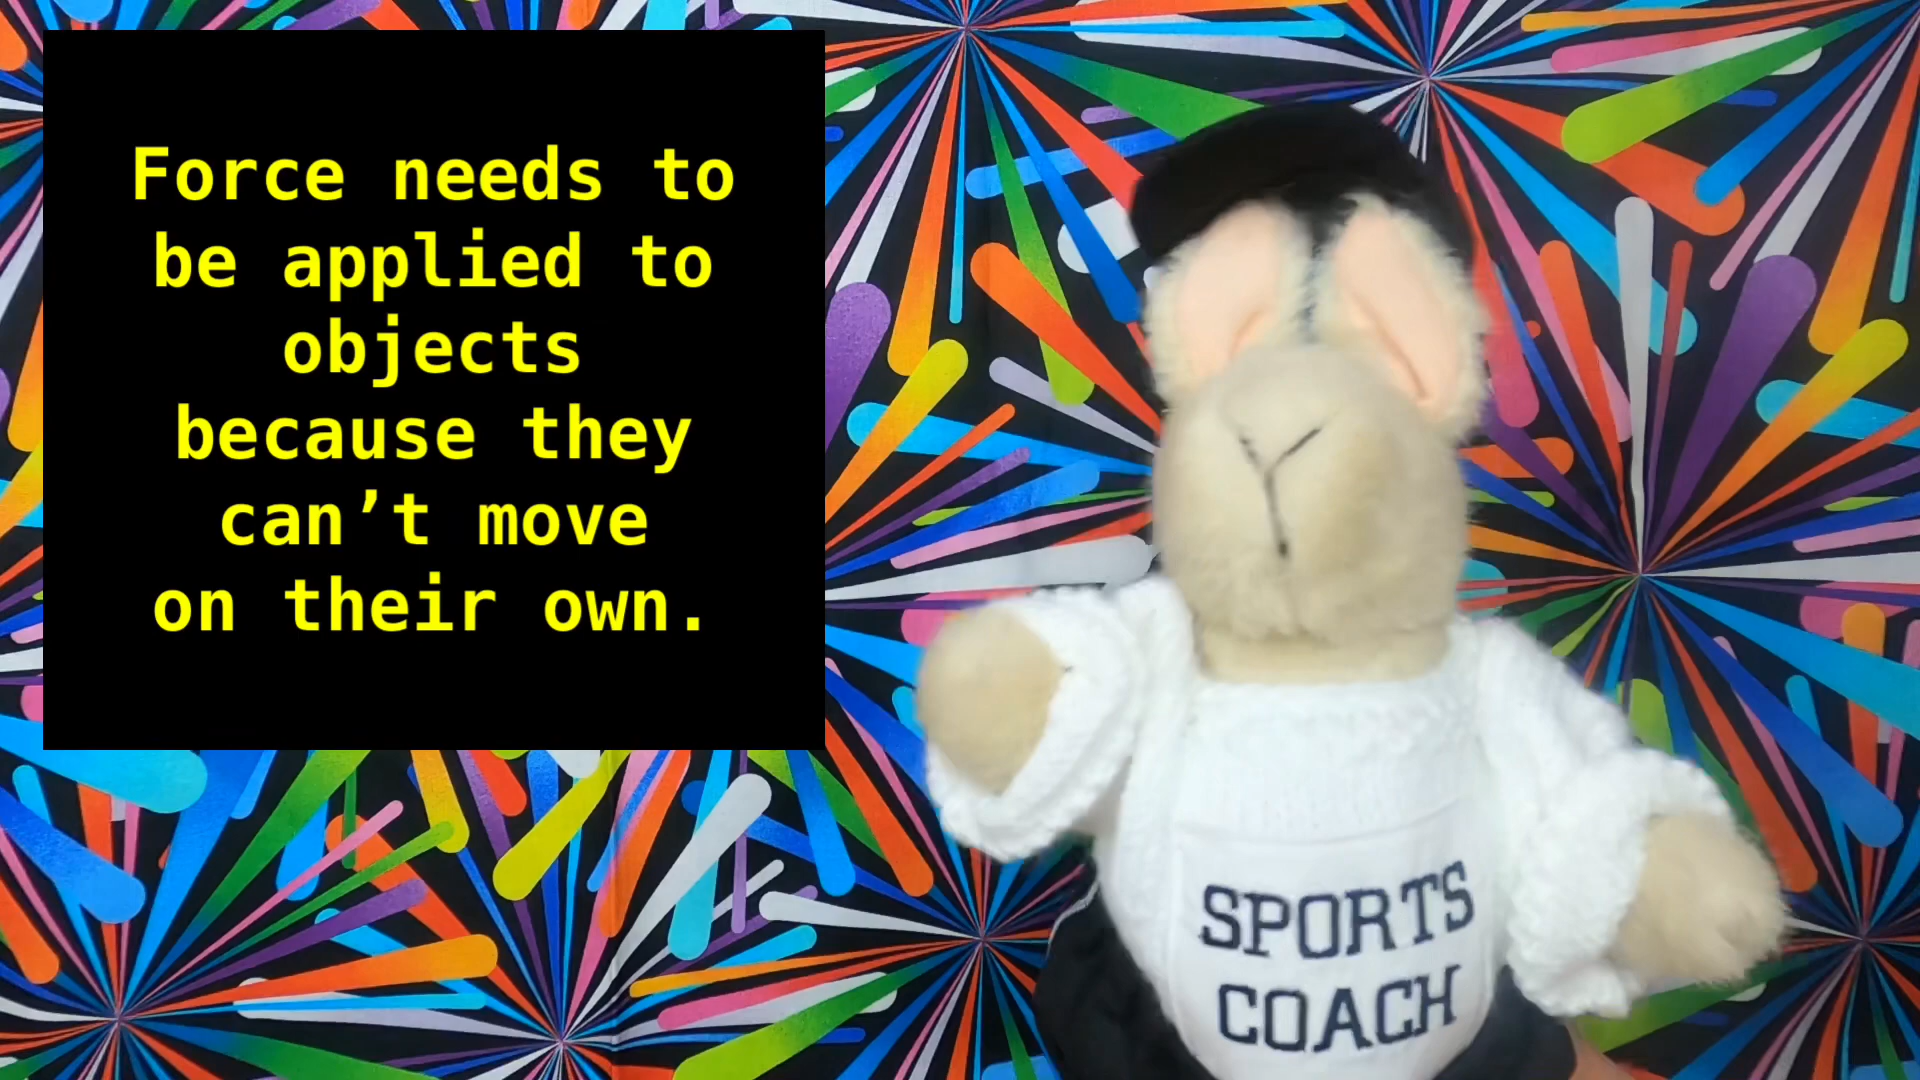 Force needs to
be applied to
objects
because they
can’t move
on their own.
SPORTS
COACH